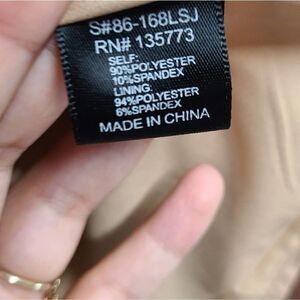 S#86-168LSJ
RN# 135773
SELF:
90%POLYESTER
10%SPANDEX
LINING:
94%POLYESTER
6%SPANDEX
MADE IN CHINA